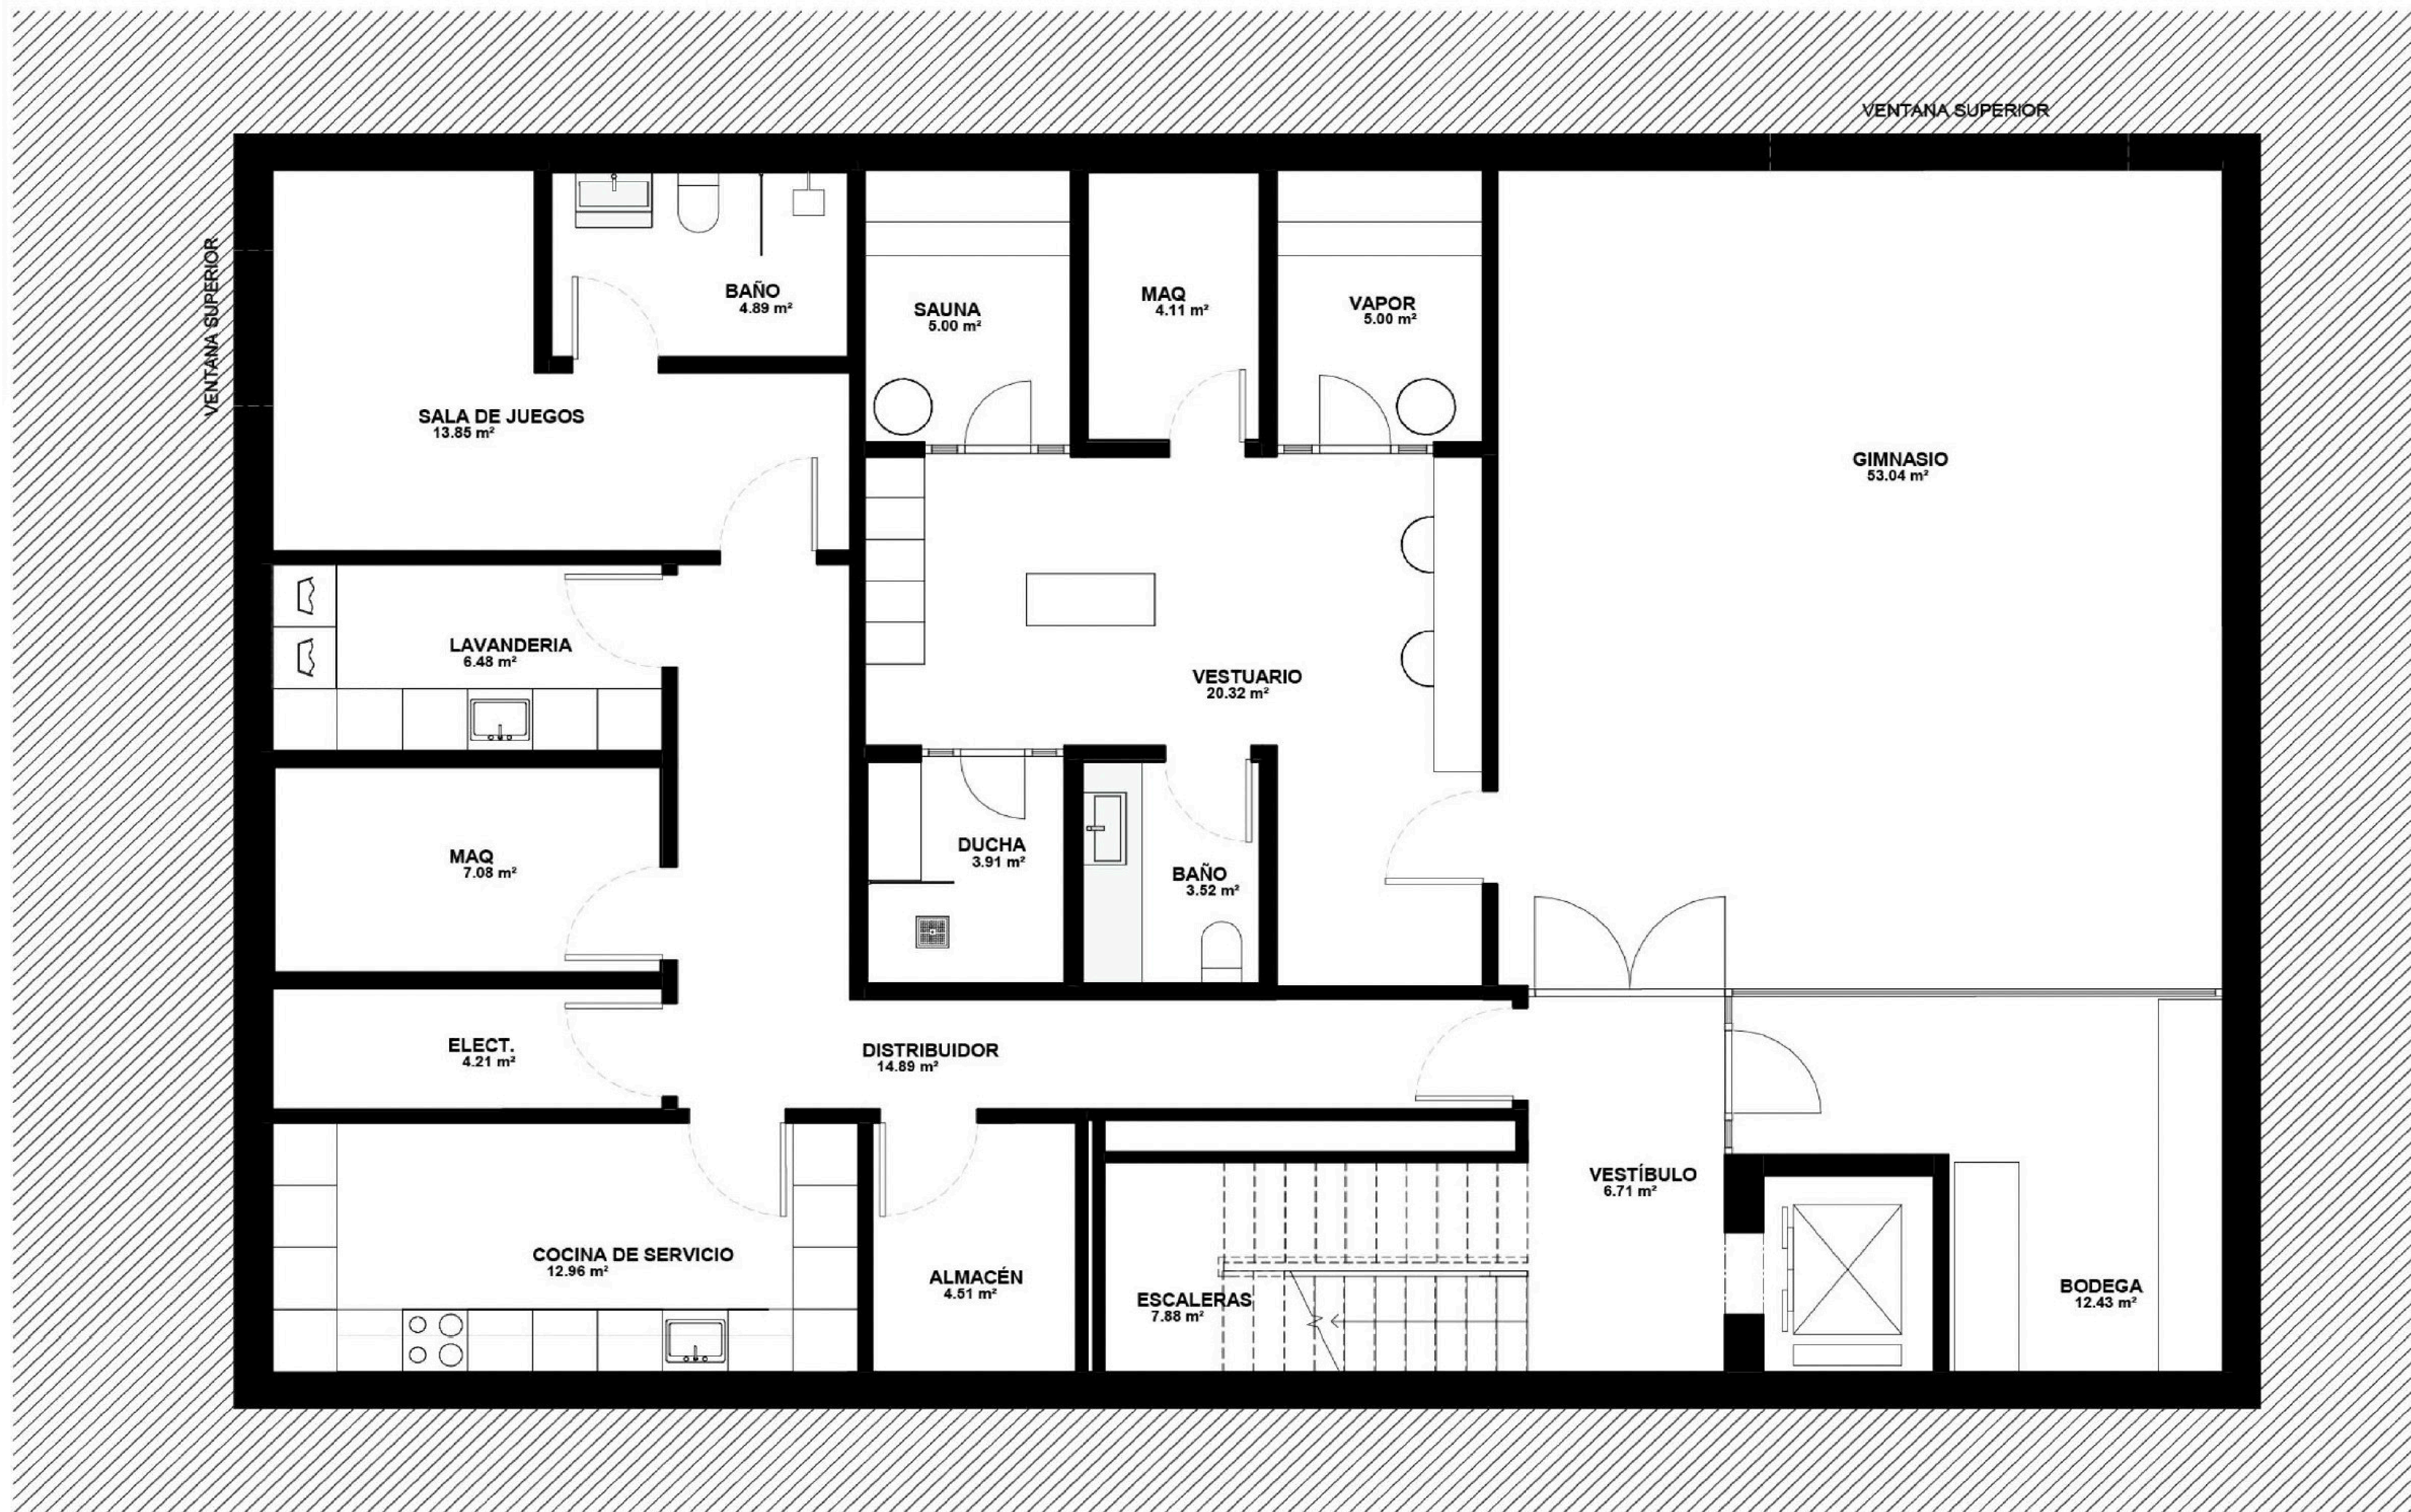 VENTANA SUPERIOR
VENTANA SUPERIOR
BAÑO
4.89 m²
SAUNA
5.00 m²
MAQ
4.11 m²
VAPOR
5.00 m²
SALA DE JUEGOS
13.85 m²
GIMNASIO
53.04 m²
LAVANDERIA
6.48 m²
VESTUARIO
20.32 m²
MAQ
7.08 m²
DUCHA
3.91 m²
BAÑO
3.52 m²
ELECT.
4.21 m²
DISTRIBUIDOR
14.89 m²
VESTÍBULO
6.71 m²
COCINA DE SERVICIO
12.96 m²
ALMACÉN
4.51 m²
ESCALERAS
7.88 m²
BODEGA
12.43 m²